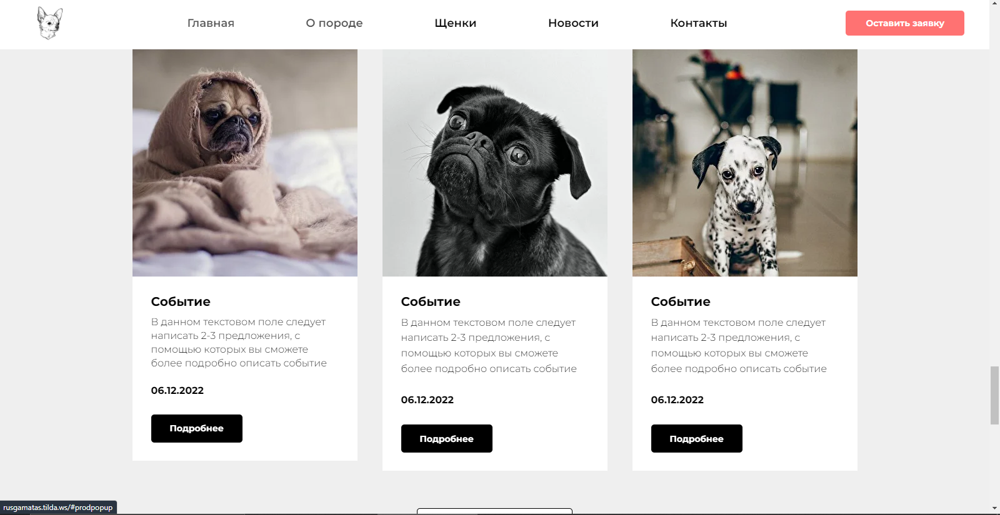 Главная
О породе
Щенки
Новости
Контакты
Оставить заявку
Событие
В данном текстовом поле следует
написать 2-3 предложения, с
помощью которых вы сможете
более подробно описать событие
06.12.2022
Подробнее
Событие
В данном текстовом поле следует
написать 2-3 предложения, с
помощью которых вы сможете
более подробно описать событие
06.12.2022
Подробнее
Событие
В данном текстовом поле следует
написать 2-3 предложения, с
помощью которых вы сможете
более подробно описать событие
06.12.2022
Подробнее
rusgamatas.tilda.ws/#prodpopup